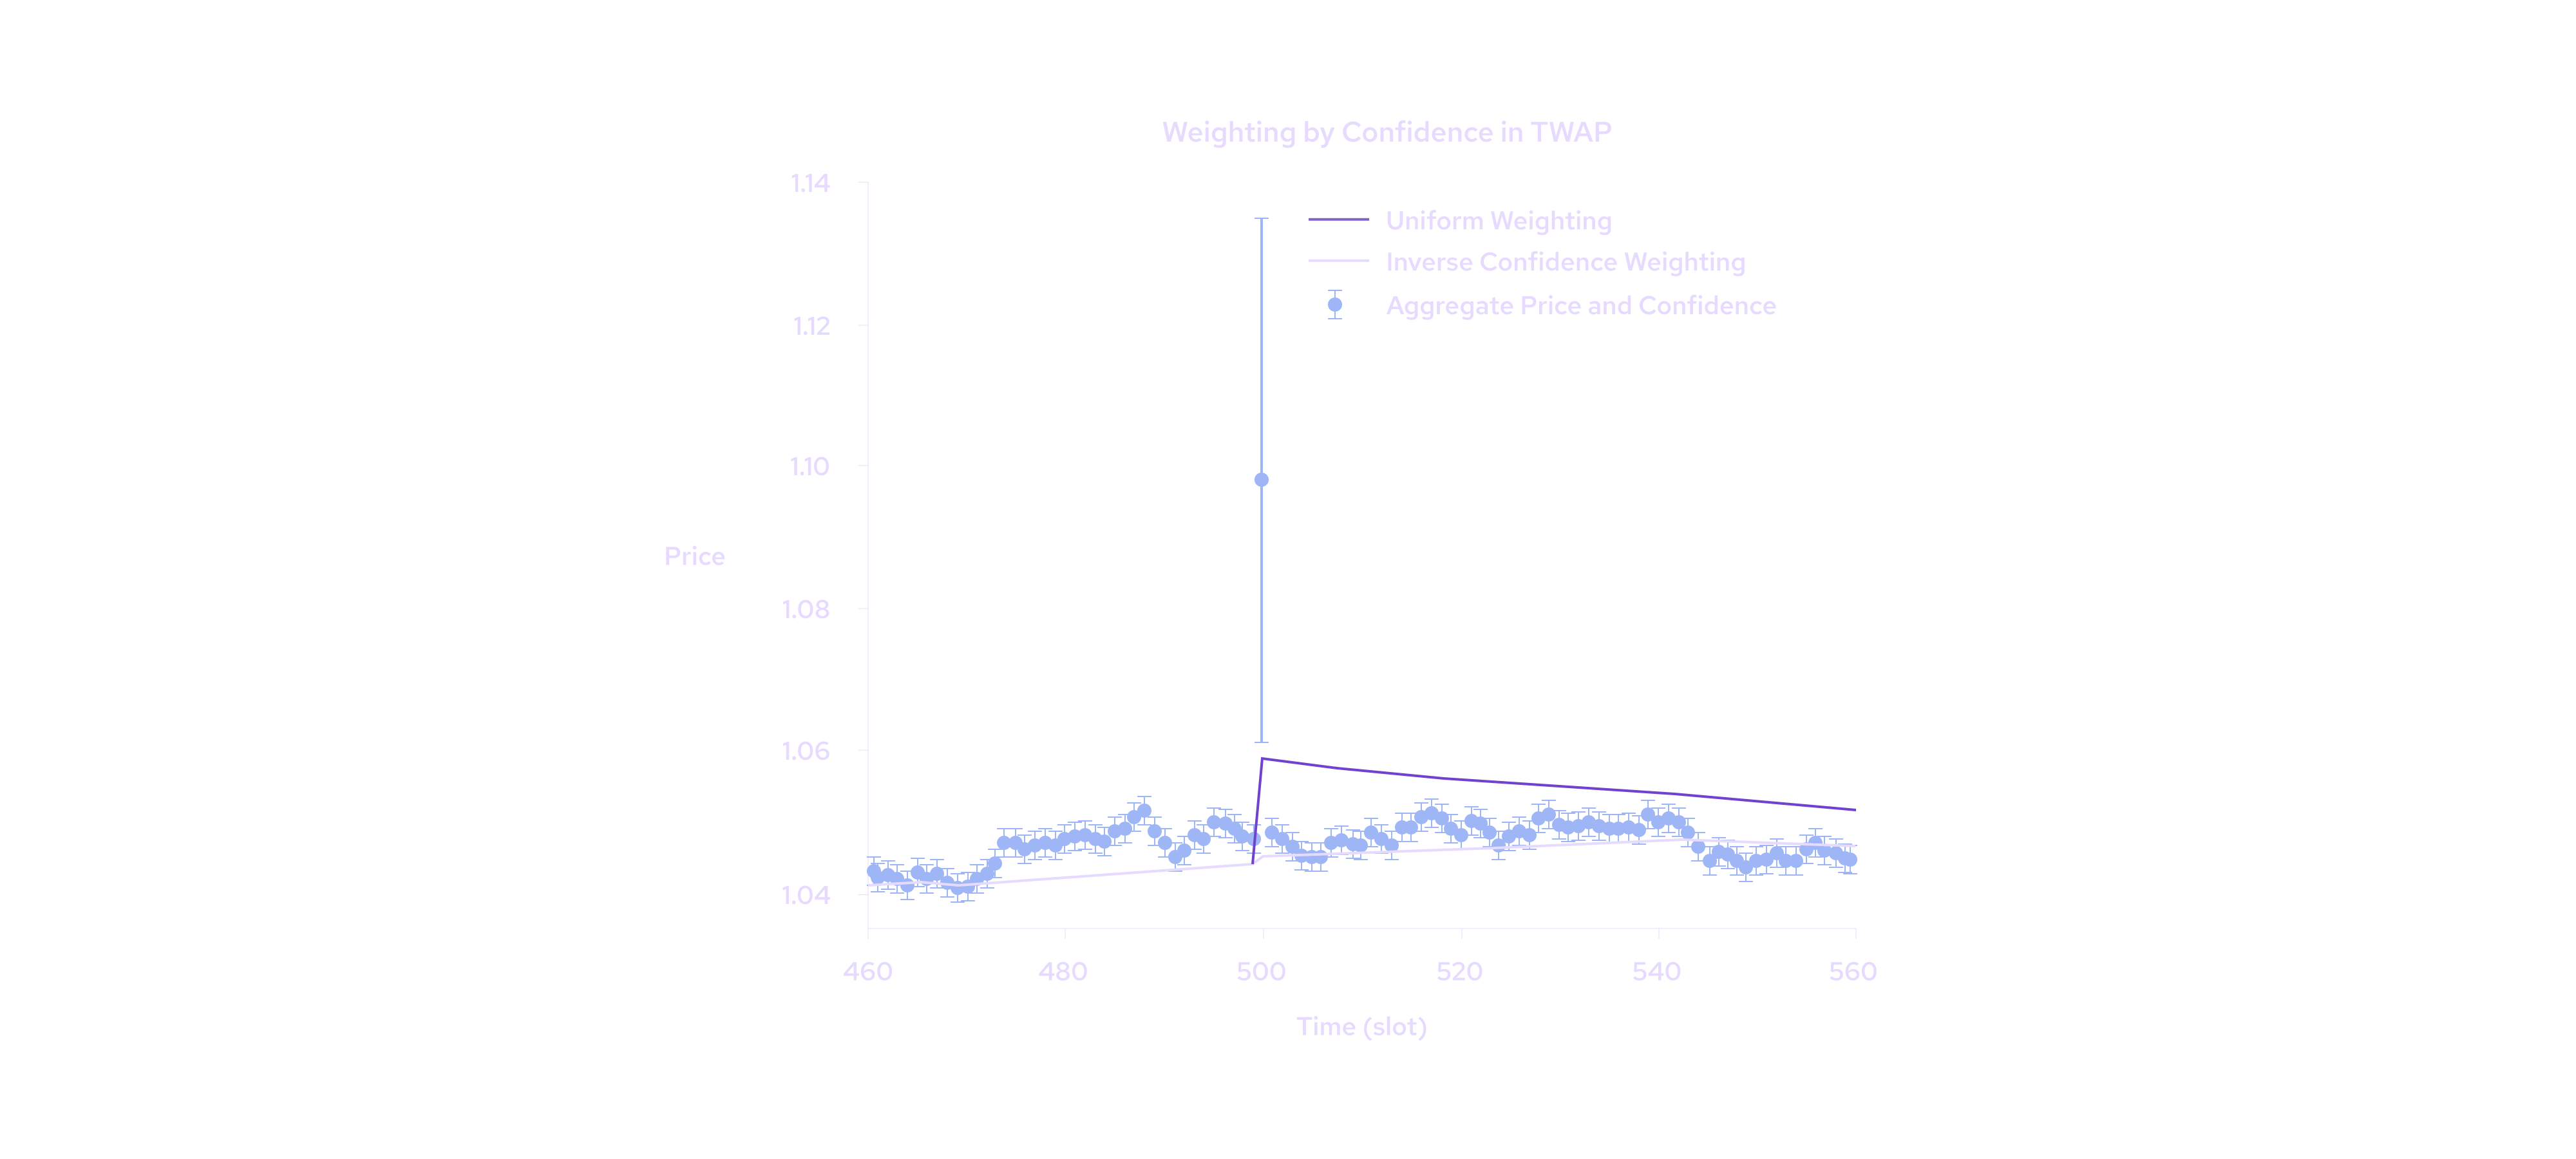 Weighting by Confidence in TWAP
1.14
Uniform Weighting
Inverse Confidence Weighting
Aggregate Price and Confidence
1.12
1.10
Price
1.08
1.06
1.04
460 480 500 520 540 560
Time (slot)